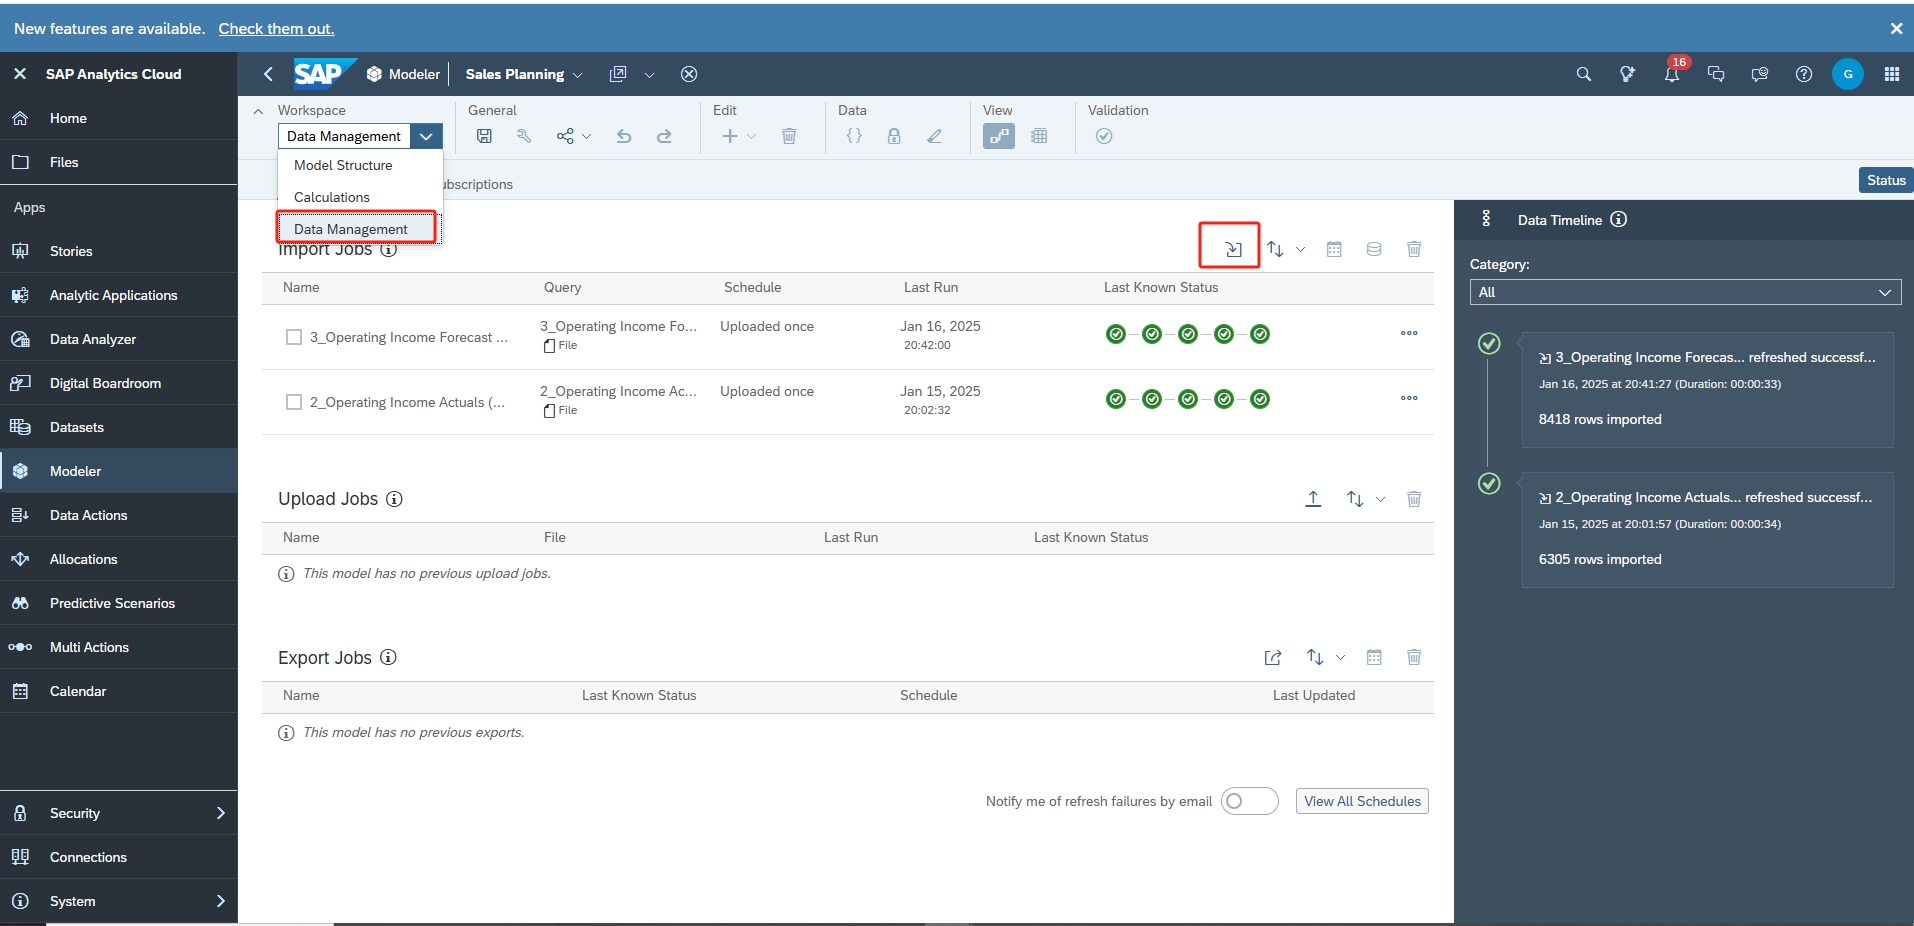 New features are available. Check them out.
SAP Analytics Cloud
SAP Modeler Sales Planning
16
G
Home
Files
Apps
Stories
Analytic Applications
Data Analyzer
Digital Boardroom
Datasets
Modeler
Data Actions
Allocations
Predictive Scenarios
Multi Actions
Calendar
Security
Connections
System
Workspace General Edit Data View Validation
Data Management
Model Structure
Calculations
Data Management
ubscriptions
Status
Import Jobs
Name Query Schedule Last Run Last Known Status
3_Operating Income Forecast ... 3_Operating Income Fo... Uploaded once Jan 16, 2025
File 20:42:00
2_Operating Income Actuals (... 2_Operating Income Ac... Uploaded once Jan 15, 2025
File 20:02:32
Upload Jobs
Name File Last Run Last Known Status
This model has no previous upload jobs.
Export Jobs
Name Last Known Status Schedule Last Updated
This model has no previous exports.
Notify me of refresh failures by email View All Schedules
Data Timeline
Category:
All
3_Operating Income Forecas... refreshed successf...
Jan 16, 2025 at 20:41:27 (Duration: 00:00:33)
8418 rows imported
2_Operating Income Actuals... refreshed successf...
Jan 15, 2025 at 20:01:57 (Duration: 00:00:34)
6305 rows imported